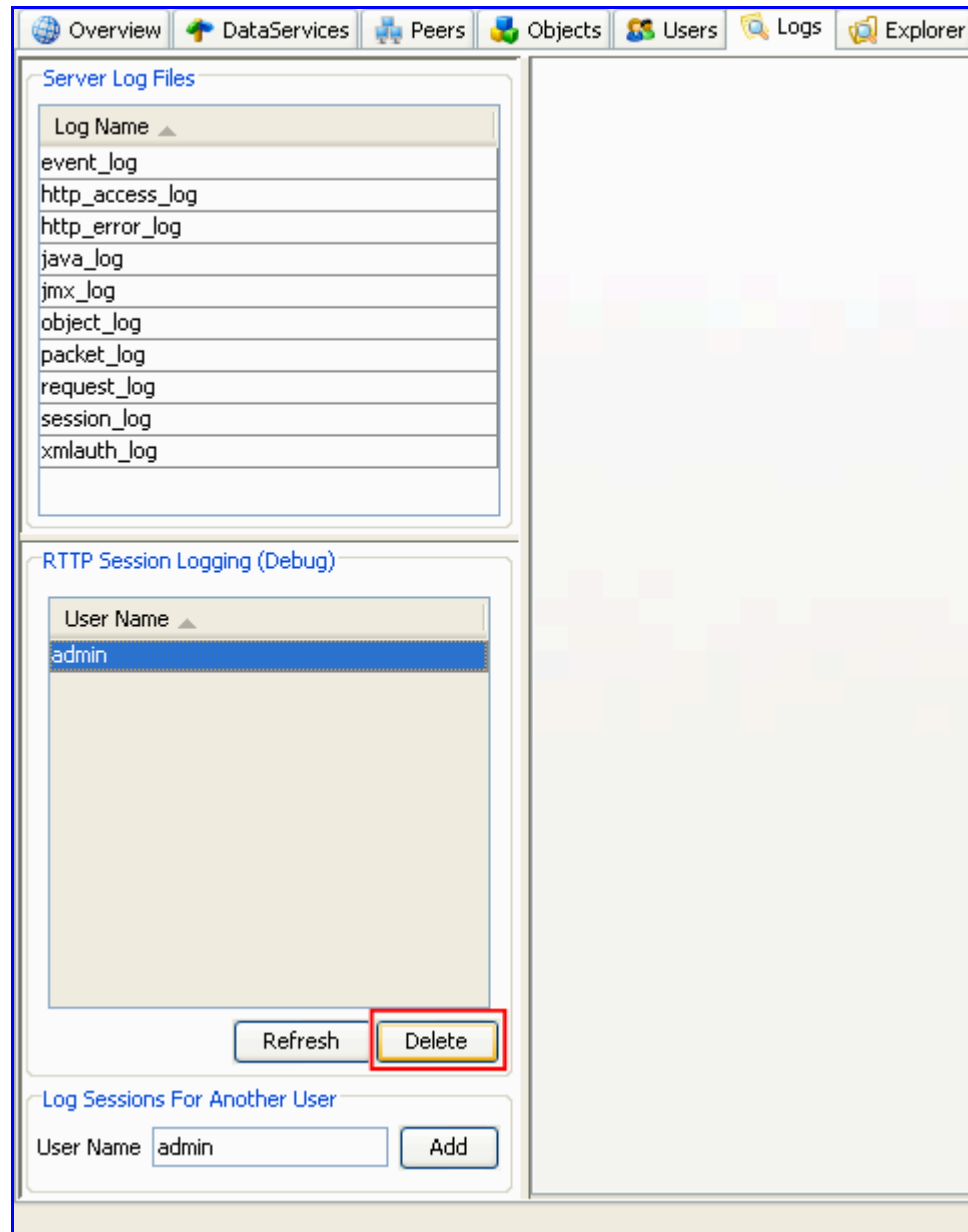 Overview DataServices Peers Objects Users Logs Explorer
Server Log Files
Log Name
event_log
http_access_log
http_error_log
java_log
jmx_log
object_log
packet_log
request_log
session_log
xmlauth_log
RTTP Session Logging (Debug)
User Name
admin
Refresh Delete
Log Sessions For Another User
User Name admin Add